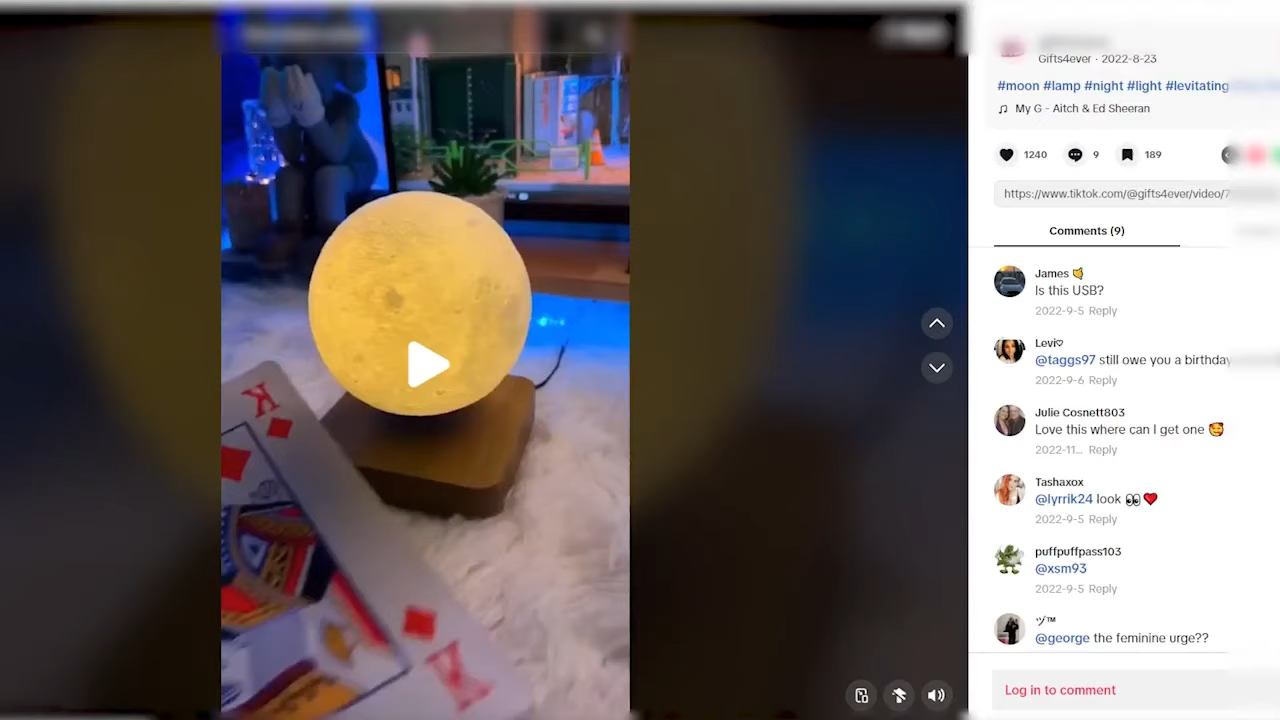 Gifts4ever · 2022-8-23
#moon #lamp #night #light #levitating
My G - Aitch & Ed Sheeran
1240
9
189
https://www.tiktok.com/@gifts4ever/video/7
Comments (9)
James
Is this USB?
2022-9-5 Reply
Levi♡
@taggs97 still owe you a birthday
2022-9-6 Reply
Julie Cosnett803
Love this where can I get one 🥰
2022-11... Reply
Tashaxox
@lyrrik24 look 👀❤️
2022-9-5 Reply
puffpuffpass103
@xsm93
2022-9-5 Reply
@george the feminine urge??
Log in to comment
K
K